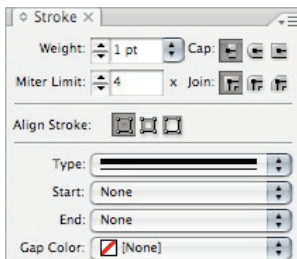 Stroke
Weight: 1 pt Cap:
Miter Limit: 4 x Join:
Align Stroke:
Type:
Start: None
End: None
Gap Color: [None]